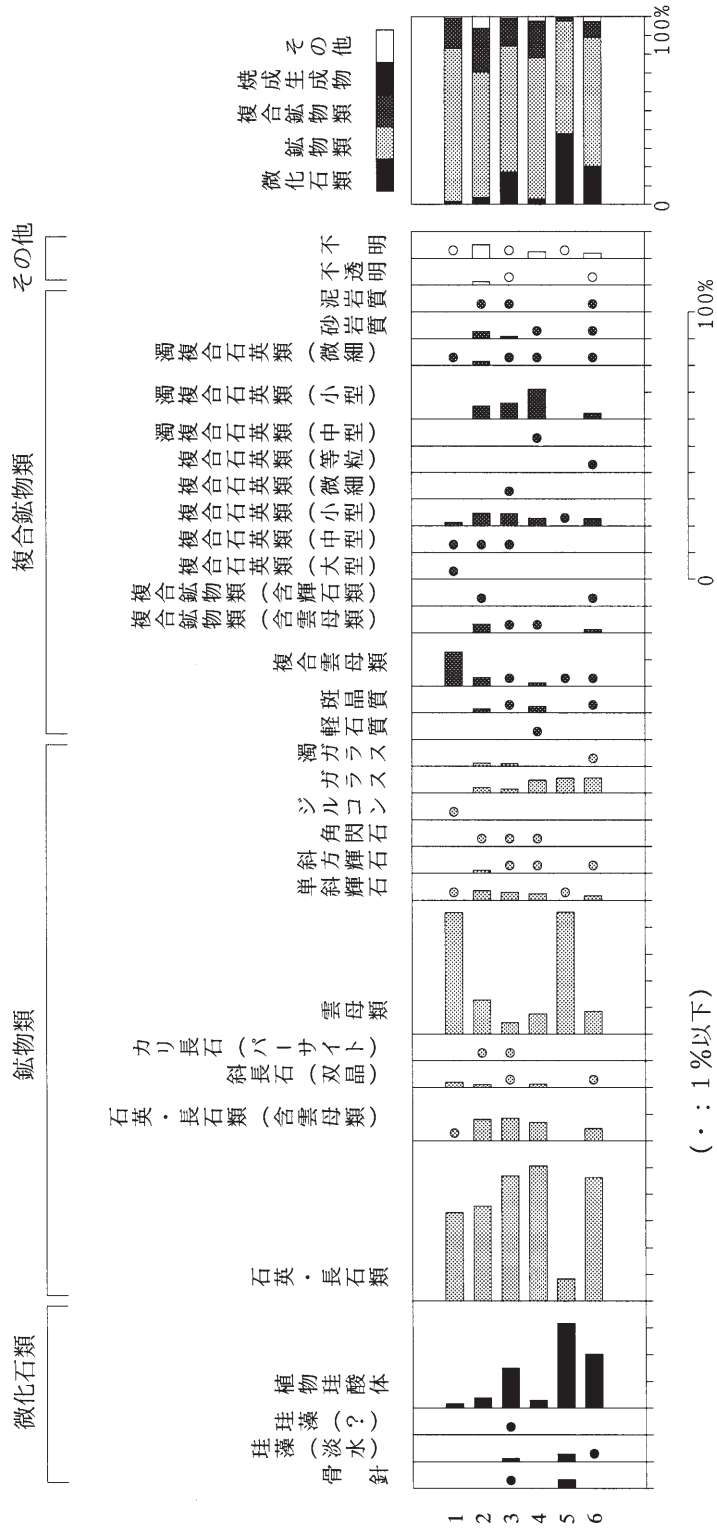 微化石類
鉱物類
複合鉱物類
その他
骨針
珪藻（淡水）
珪藻（？）
植物珪酸体
石英・長石類
石英・長石類（含雲母類）
斜長石（双晶）
カリ長石（パーサイト）
雲母類
単斜輝石
斜方輝石
角閃石
ジルコン
ガラス
濁ガラス
軽石質
斑晶質
複合雲母類
複合鉱物類（含雲母類）
複合鉱物類（含輝石類）
複合石英類（大型）
複合石英類（中型）
複合石英類（小型）
複合石英類（微細）
複合石英類（等粒）
濁複合石英類（中型）
濁複合石英類（小型）
濁複合石英類（微細）
砂岩質
泥岩質
不透明
不明
微化石類
鉱物類
複合鉱物類
焼成生成物
その他
1
2
3
4
5
6
0
100%
（・：1％以下）
0
100%